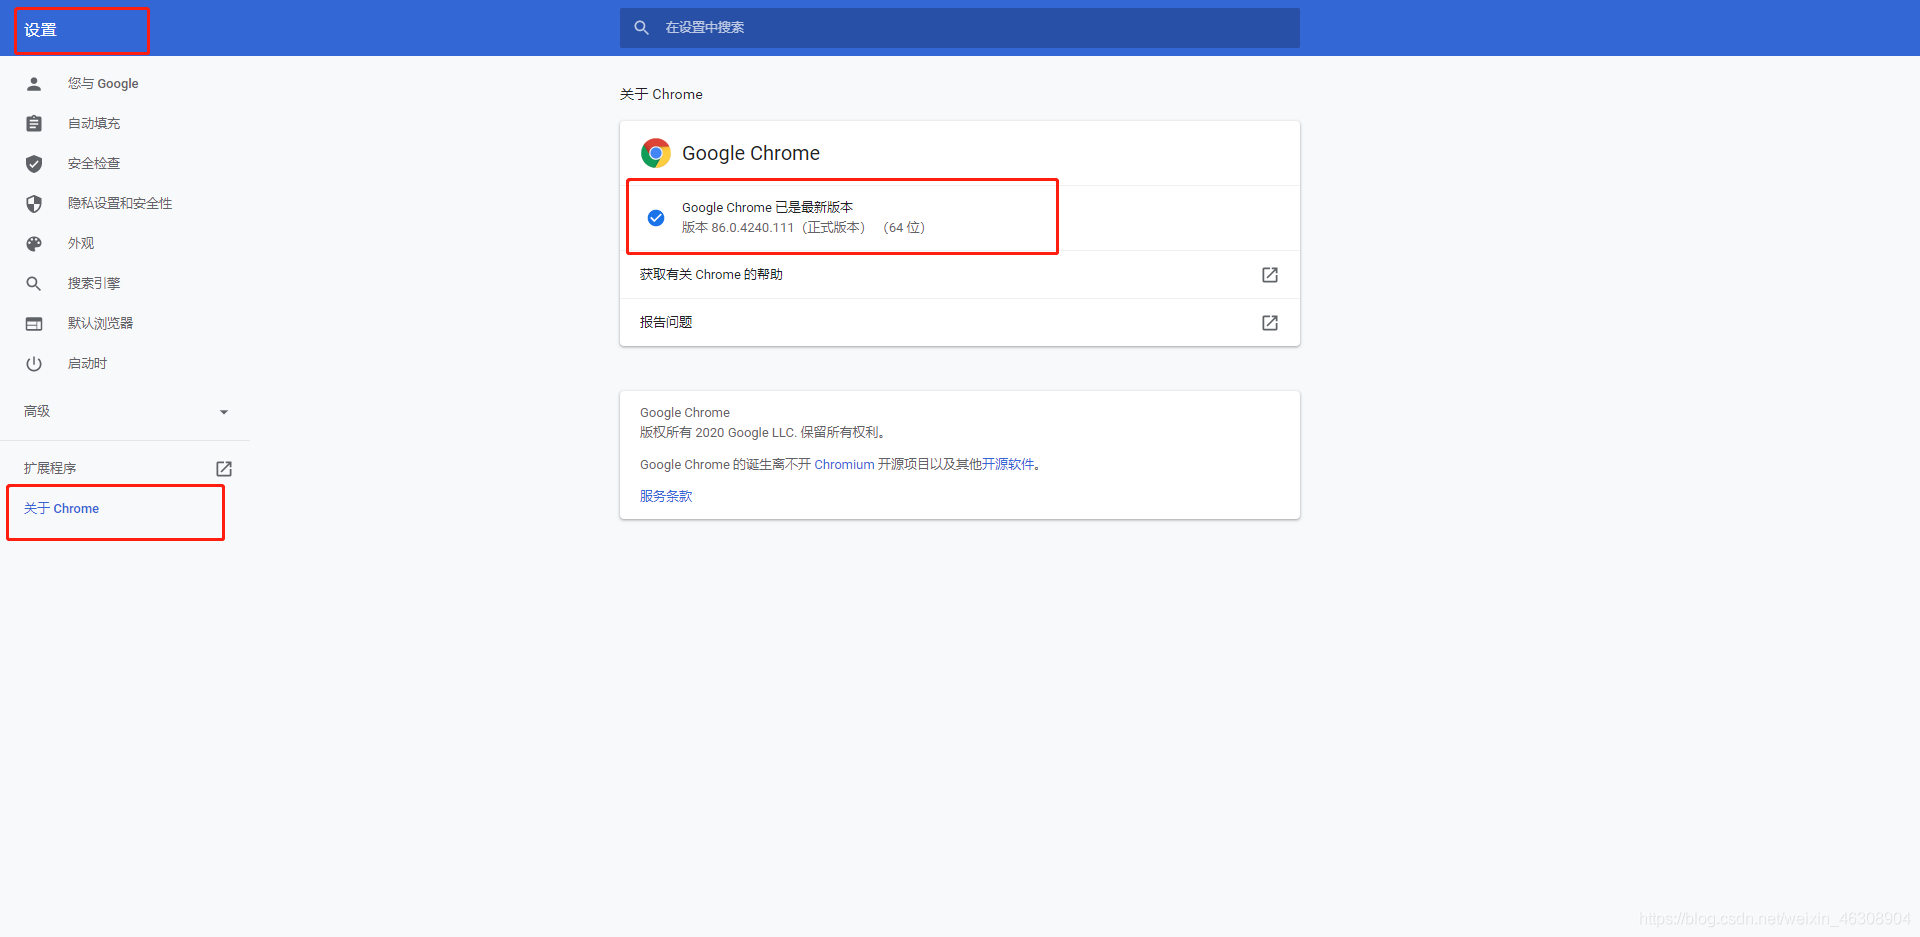 设置
在设置中搜索
您与 Google
自动填充
安全检查
隐私设置和安全性
外观
搜索引擎
默认浏览器
启动时
高级
扩展程序
关于 Chrome
关于 Chrome
Google Chrome
Google Chrome 已是最新版本
版本 86.0.4240.111（正式版本） （64 位）
获取有关 Chrome 的帮助
报告问题
Google Chrome
版权所有 2020 Google LLC. 保留所有权利。
Google Chrome 的诞生离不开 Chromium 开源项目以及其他开源软件。
服务条款
https://blog.csdn.net/weixin_46308904